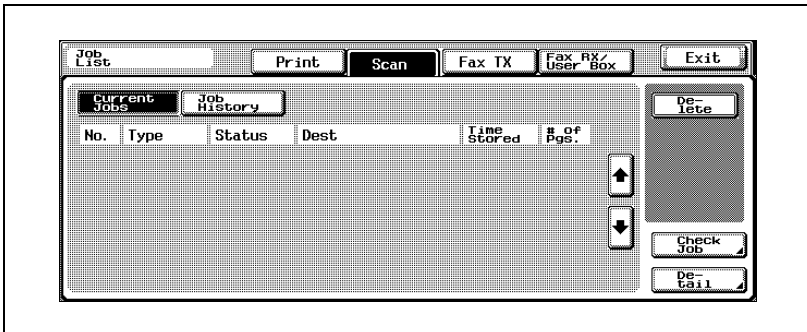 Job
List
Print
Scan
Fax TX
Fax RX/
User Box
Exit
Current
Jobs
Job
History
De-
lete
No.
Type
Status
Dest
Time
Stored
# of
Pgs.
Check
Job
De-
tail